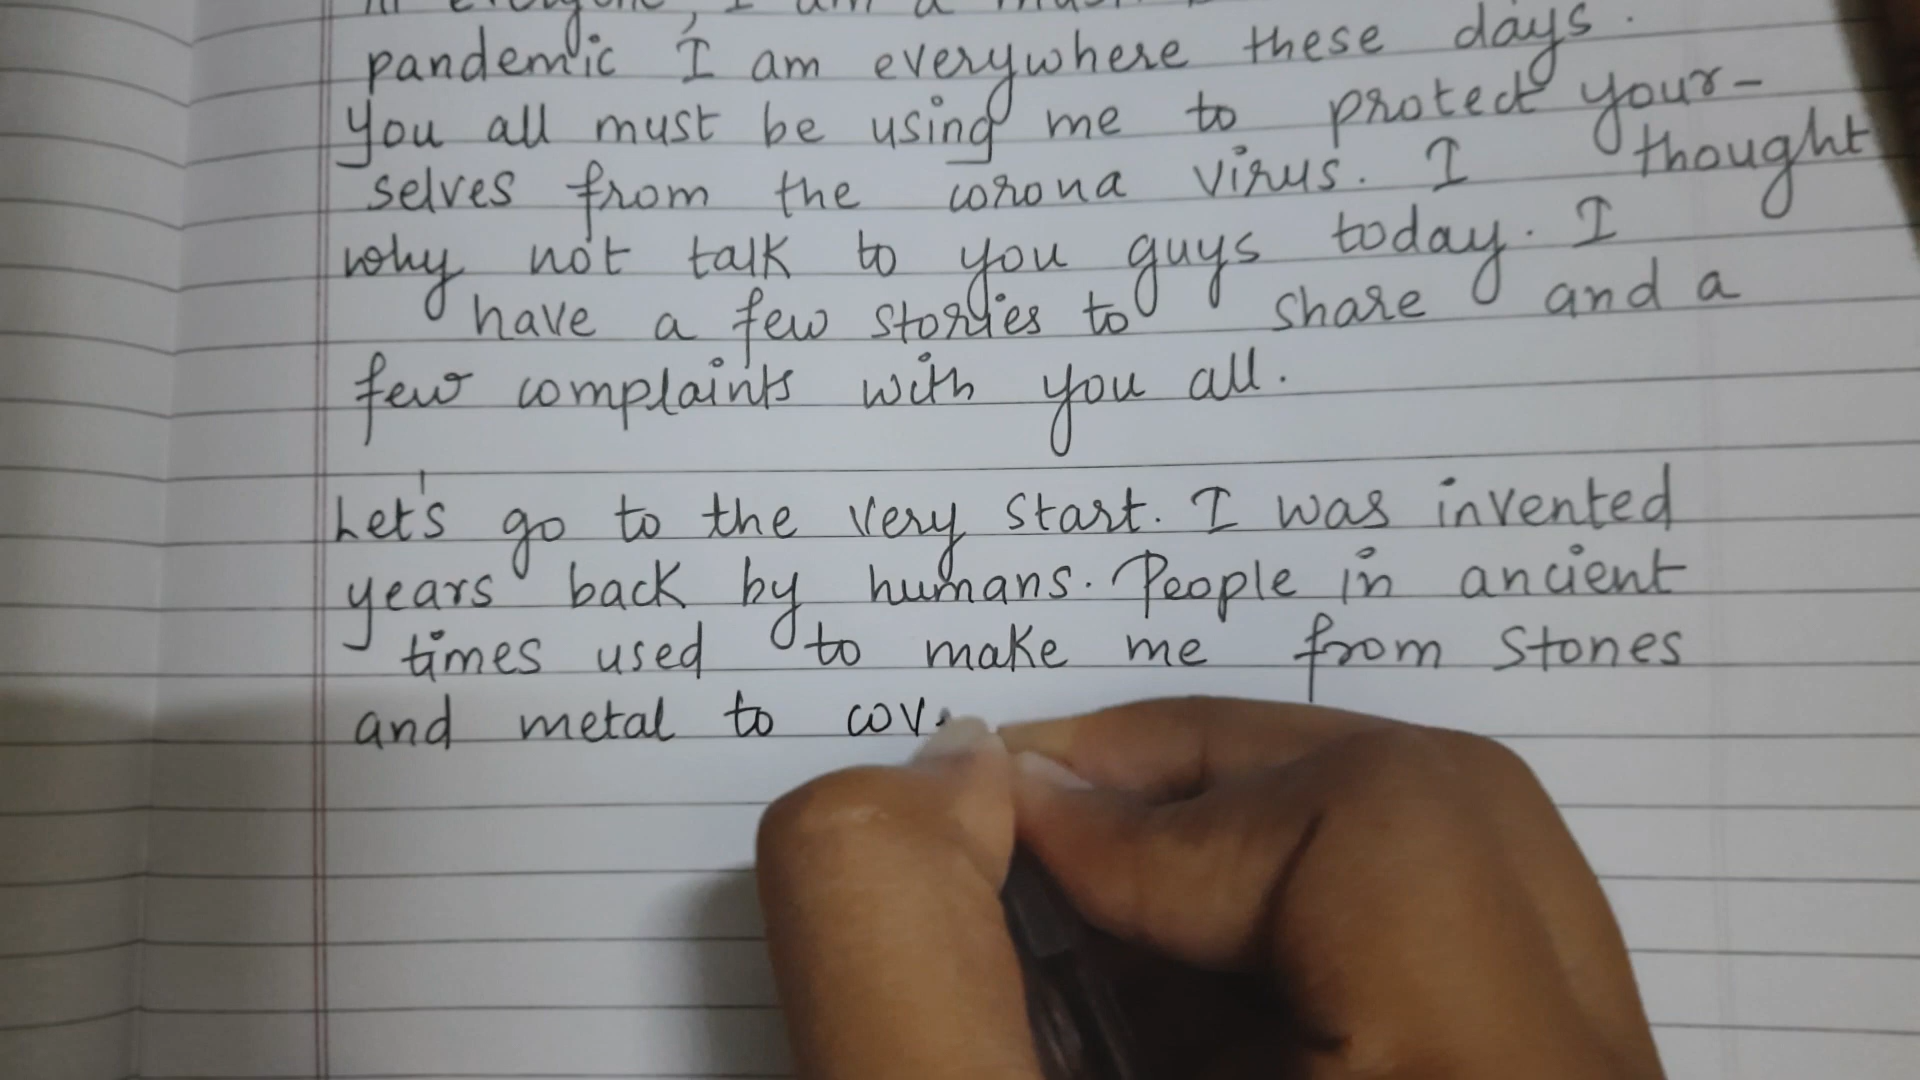 everyone, I am a
pandemic I am everywhere these days.
You all must be using me to protect your-
selves from the corona virus. I thought
why not talk to you guys today. I
have a few stories to share and a
few complaints with you all.
Let's go to the very start. I was invented
years back by humans. People in ancient
times used to make me from stones
and metal to cov